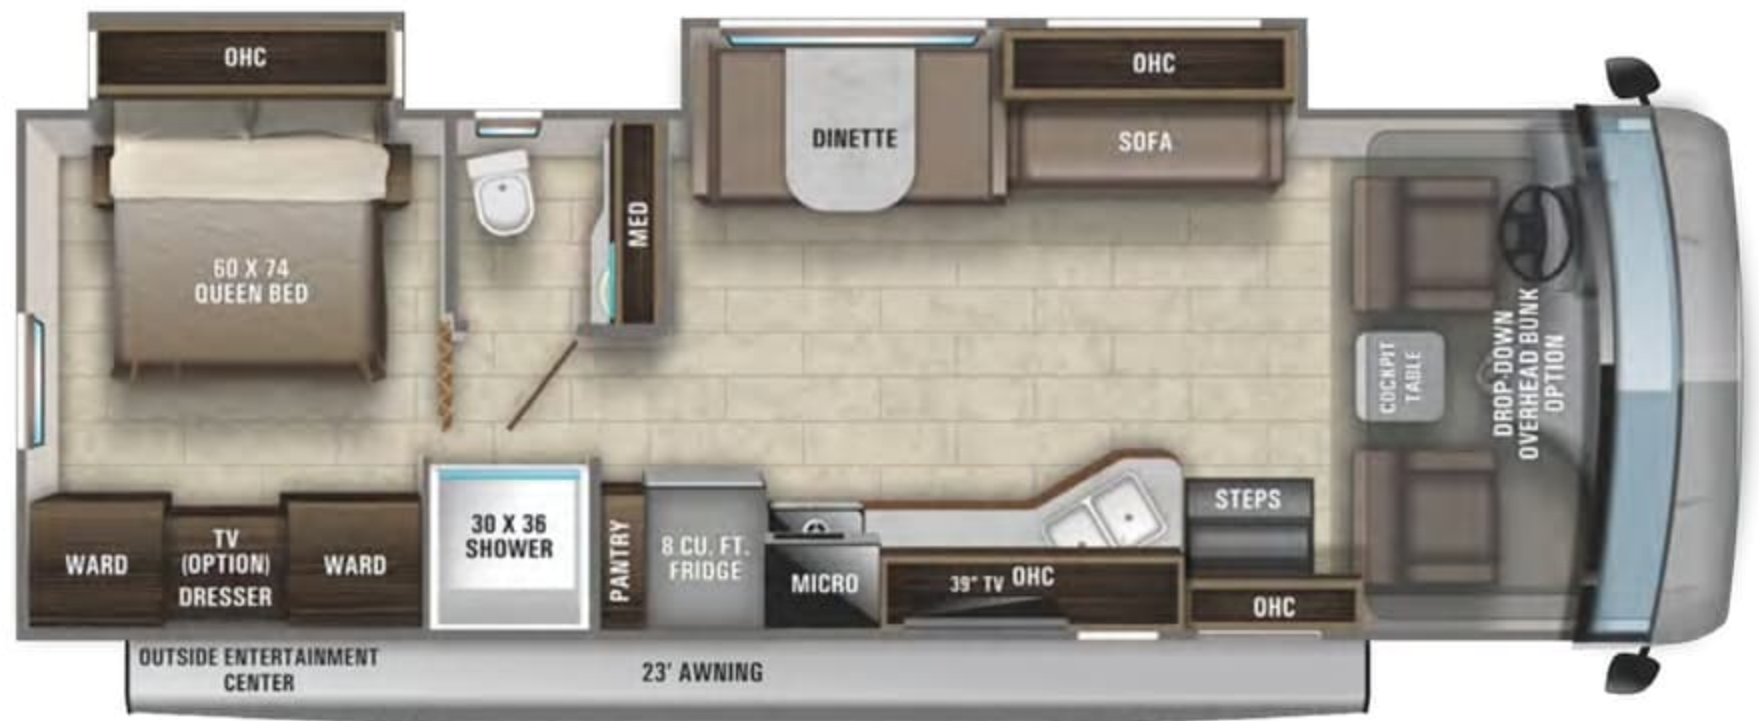 OHC
OHC
DINETTE
SOFA
MED
60 X 74
QUEEN BED
COCKPIT
TABLE
DROP-DOWN
OVERHEAD BUNK
OPTION
WARD
TV
(OPTION)
DRESSER
WARD
30 X 36
SHOWER
PANTRY
8 CU. FT.
FRIDGE
MICRO
39" TV OHC
STEPS
OHC
OUTSIDE ENTERTAINMENT
CENTER
23' AWNING